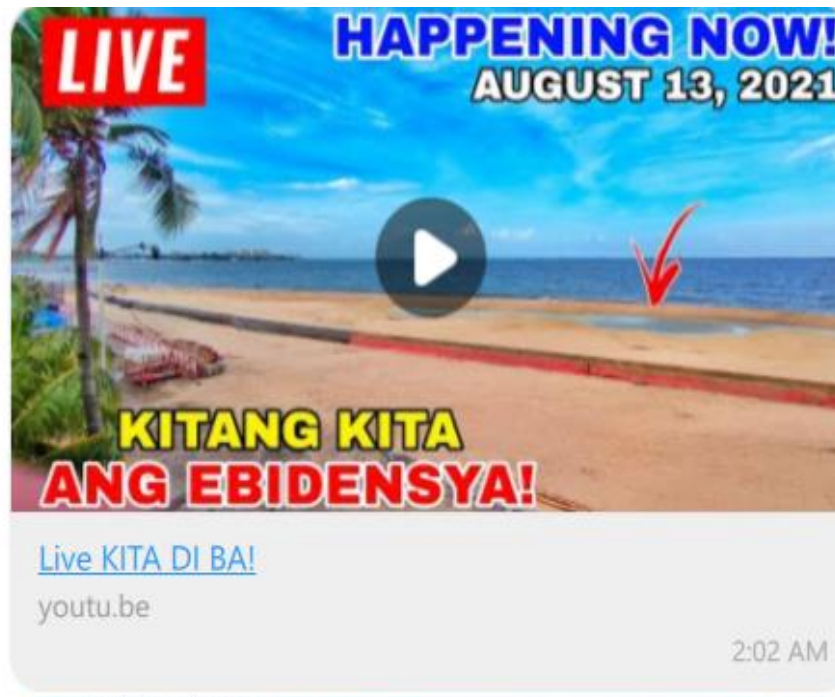 LIVE
HAPPENING NOW!
AUGUST 13, 2021
KITANG KITA
ANG EBIDENSYA!
Live KITA DI BA!
youtu.be
2:02 AM